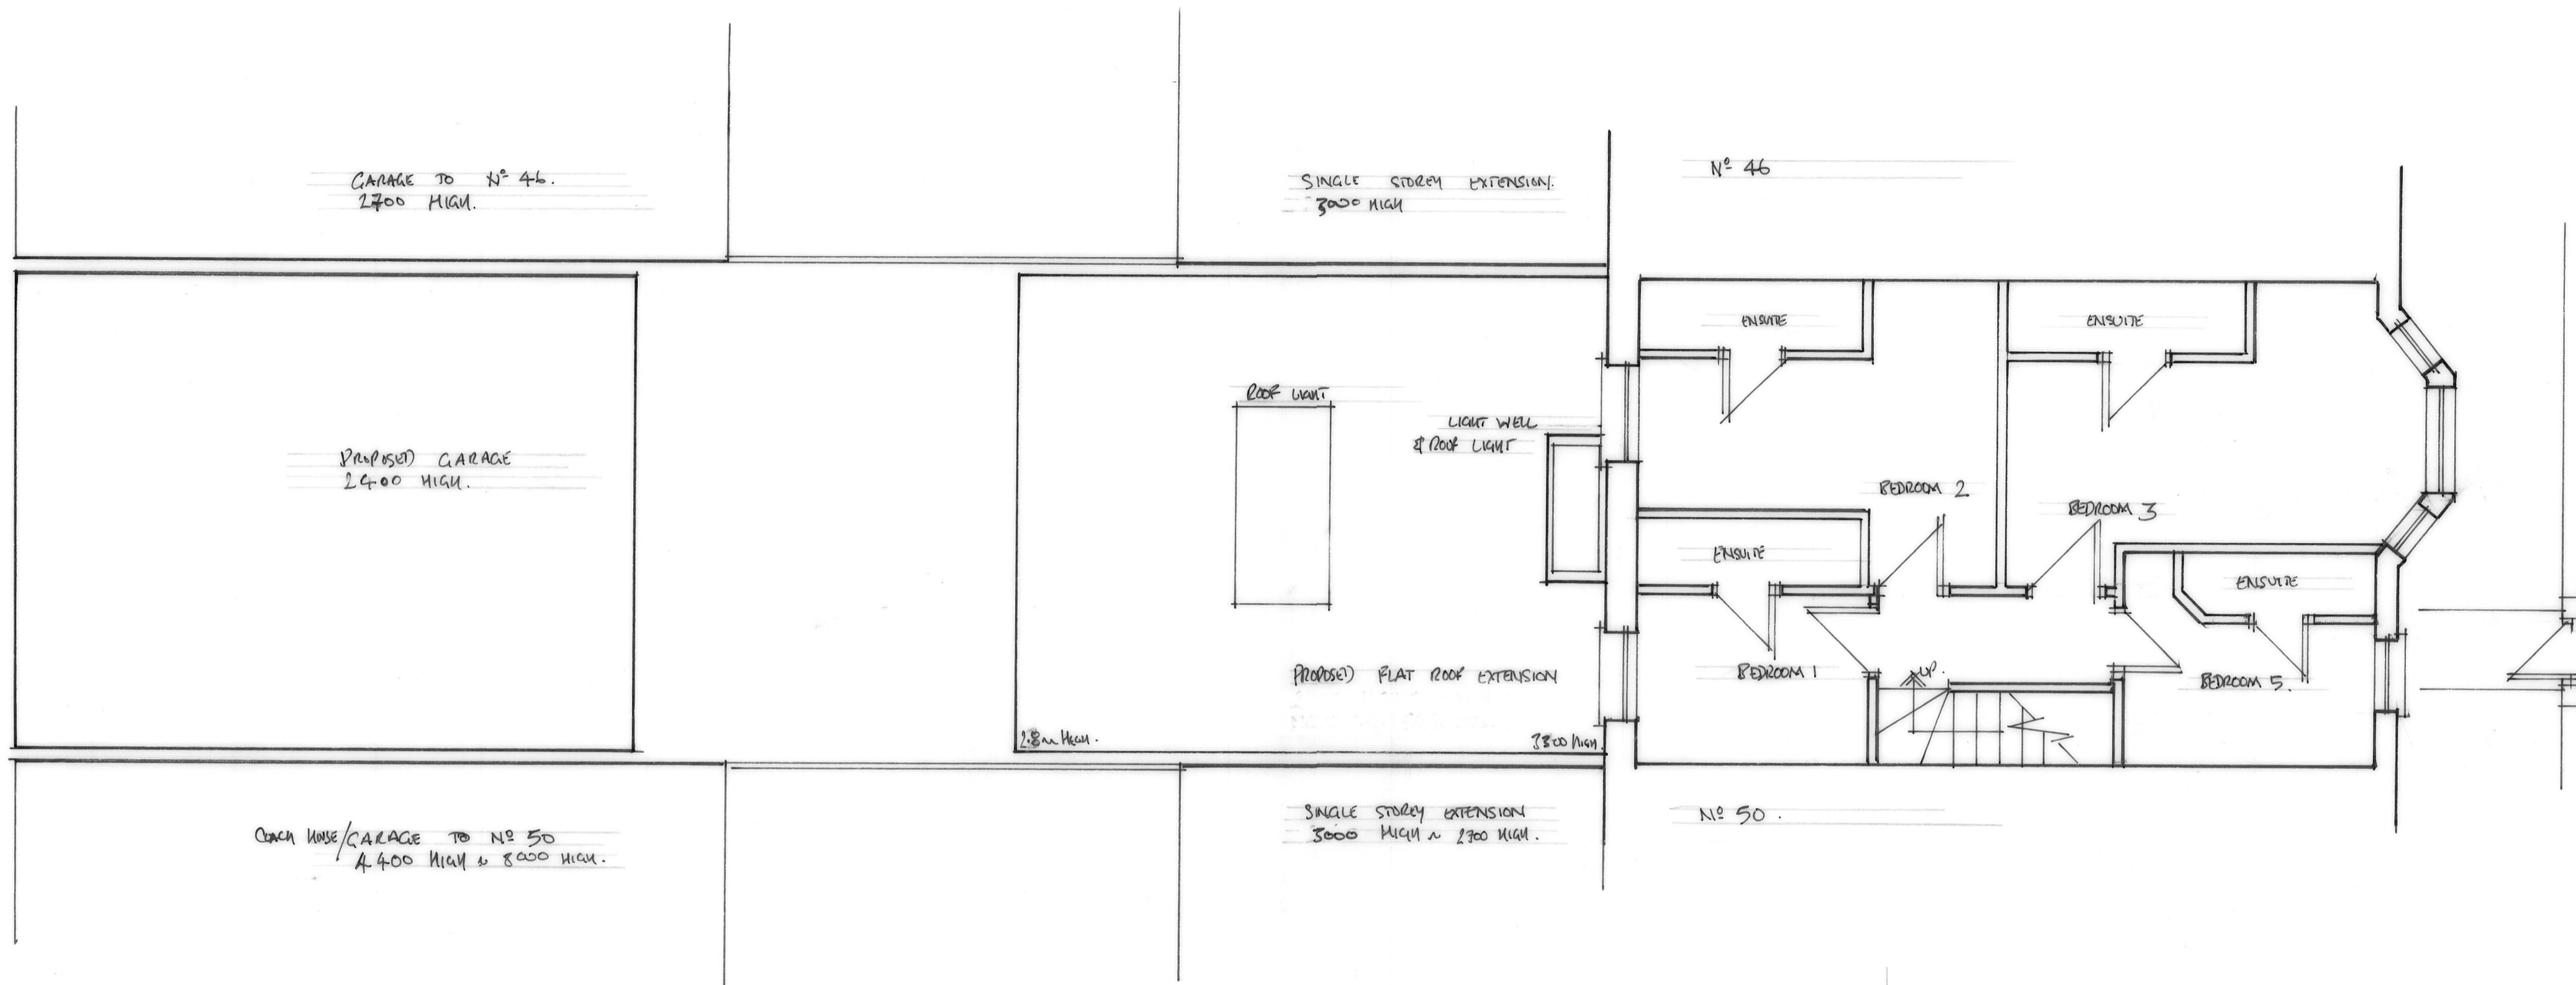 GARAGE TO Nº 46.
2700 HIGH.
SINGLE STOREY EXTENSION.
3000 HIGH
Nº 46
ENSUITE
ENSUITE
ROOF LIGHT
LIGHT WELL
& ROOF LIGHT
PROPOSED GARAGE
2400 HIGH.
BEDROOM 2
BEDROOM 3
ENSUITE
ENSUITE
PROPOSED FLAT ROOF EXTENSION
BEDROOM 1
UP.
BEDROOM 5.
2.8m HIGH.
3300 HIGH.
COACH HOUSE/GARAGE TO Nº 50
4400 HIGH ~ 8000 HIGH.
SINGLE STOREY EXTENSION
3000 HIGH ~ 2700 HIGH.
Nº 50.